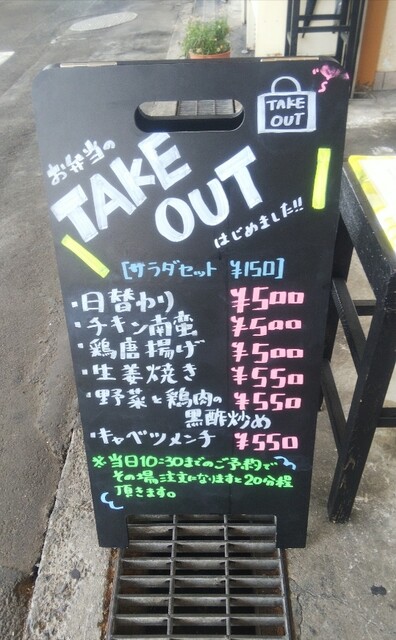 TAKE
OUT
お弁当の
TAKE
OUT
はじめました!!
[サラダセット ¥150]
・日替わり ¥500
・チキン南蛮 ¥500
・鶏唐揚げ ¥500
・生姜焼き ¥550
・野菜と鶏肉の ¥550
黒酢炒め
・キャベツメンチ ¥550
※当日10:30までのご予約で
その場注文になりますと20分程
頂きます。